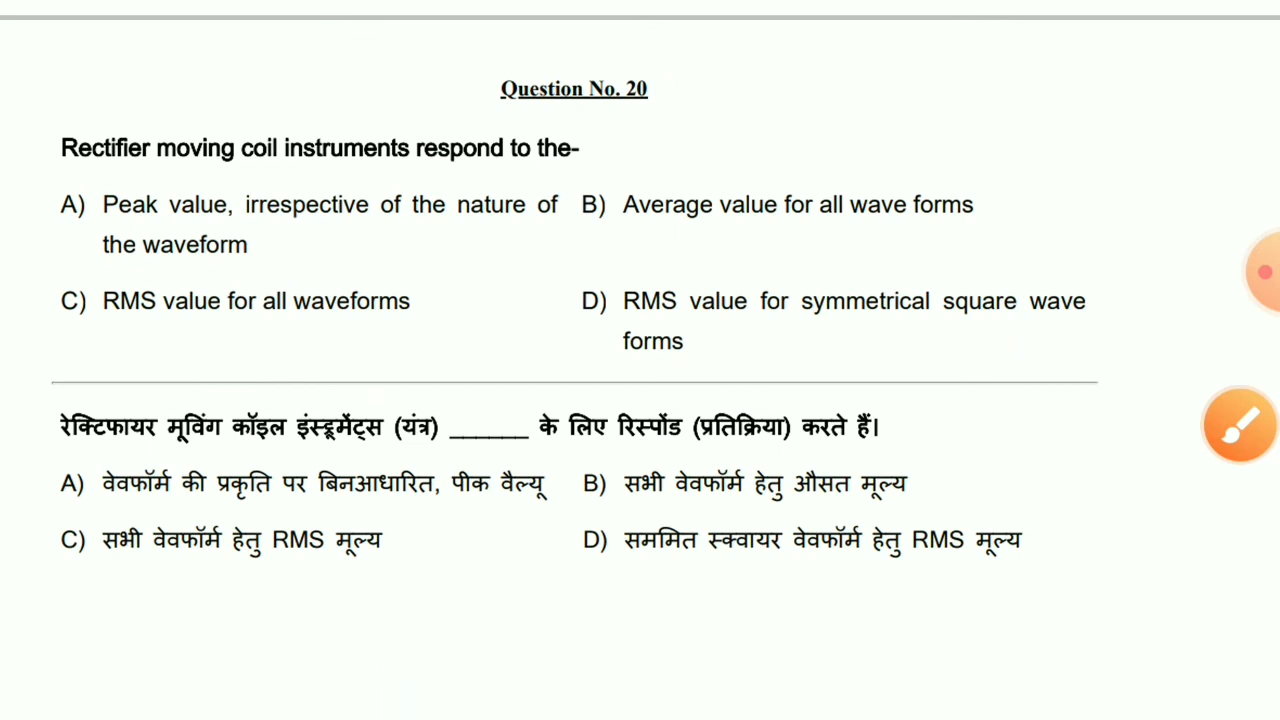 Question No. 20
Rectifier moving coil instruments respond to the-
A) Peak value, irrespective of the nature of the waveform
B) Average value for all wave forms
C) RMS value for all waveforms
D) RMS value for symmetrical square wave forms
रेक्टिफायर मूविंग कॉइल इंस्ट्रूमेंट्स (यंत्र) ______ के लिए रिस्पोंड (प्रतिक्रिया) करते हैं।
A) वेवफॉर्म की प्रकृति पर बिनआधारित, पीक वैल्यू
B) सभी वेवफॉर्म हेतु औसत मूल्य
C) सभी वेवफॉर्म हेतु RMS मूल्य
D) सममित स्क्वायर वेवफॉर्म हेतु RMS मूल्य